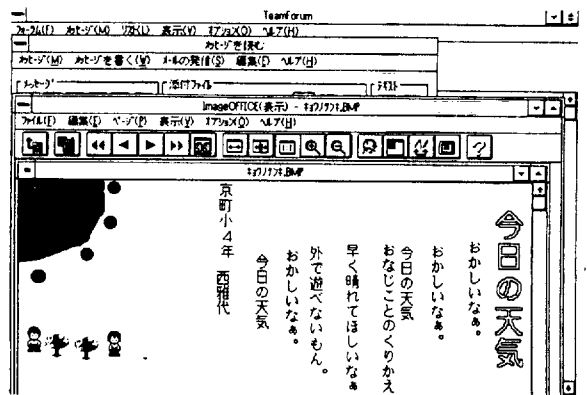 TeamForum
ﾌｫｰﾗﾑ(F) ﾒｯｾｰｼﾞ(M) ﾘｽﾄ(L) 表示(V) ｵﾌﾟｼｮﾝ(O) ﾍﾙﾌﾟ(H)
ﾒｯｾｰｼﾞを読む
ﾒｯｾｰｼﾞ(M) ﾒｯｾｰｼﾞを書く(W) ﾒｰﾙの発信(S) 編集(E) ﾍﾙﾌﾟ(H)
ﾒｯｾｰｼﾞ 添付ﾌｧｲﾙ ﾃｷｽﾄ
ImageOFFICE(表示) - ｷｮｳﾉﾃﾝｷ.BMP
ﾌｧｲﾙ(F) 編集(E) ﾍﾟｰｼﾞ(P) 表示(V) ｵﾌﾟｼｮﾝ(O) ﾍﾙﾌﾟ(H)
ｷｮｳﾉﾃﾝｷ.BMP
今日の天気
おかしいなぁ。
おかしいなぁ。
今日の天気
おなじことのくりかえ
早く晴れてほしいなぁ
外で遊べないもん。
おかしいなぁ。
今日の天気
京町小４年 西雅代